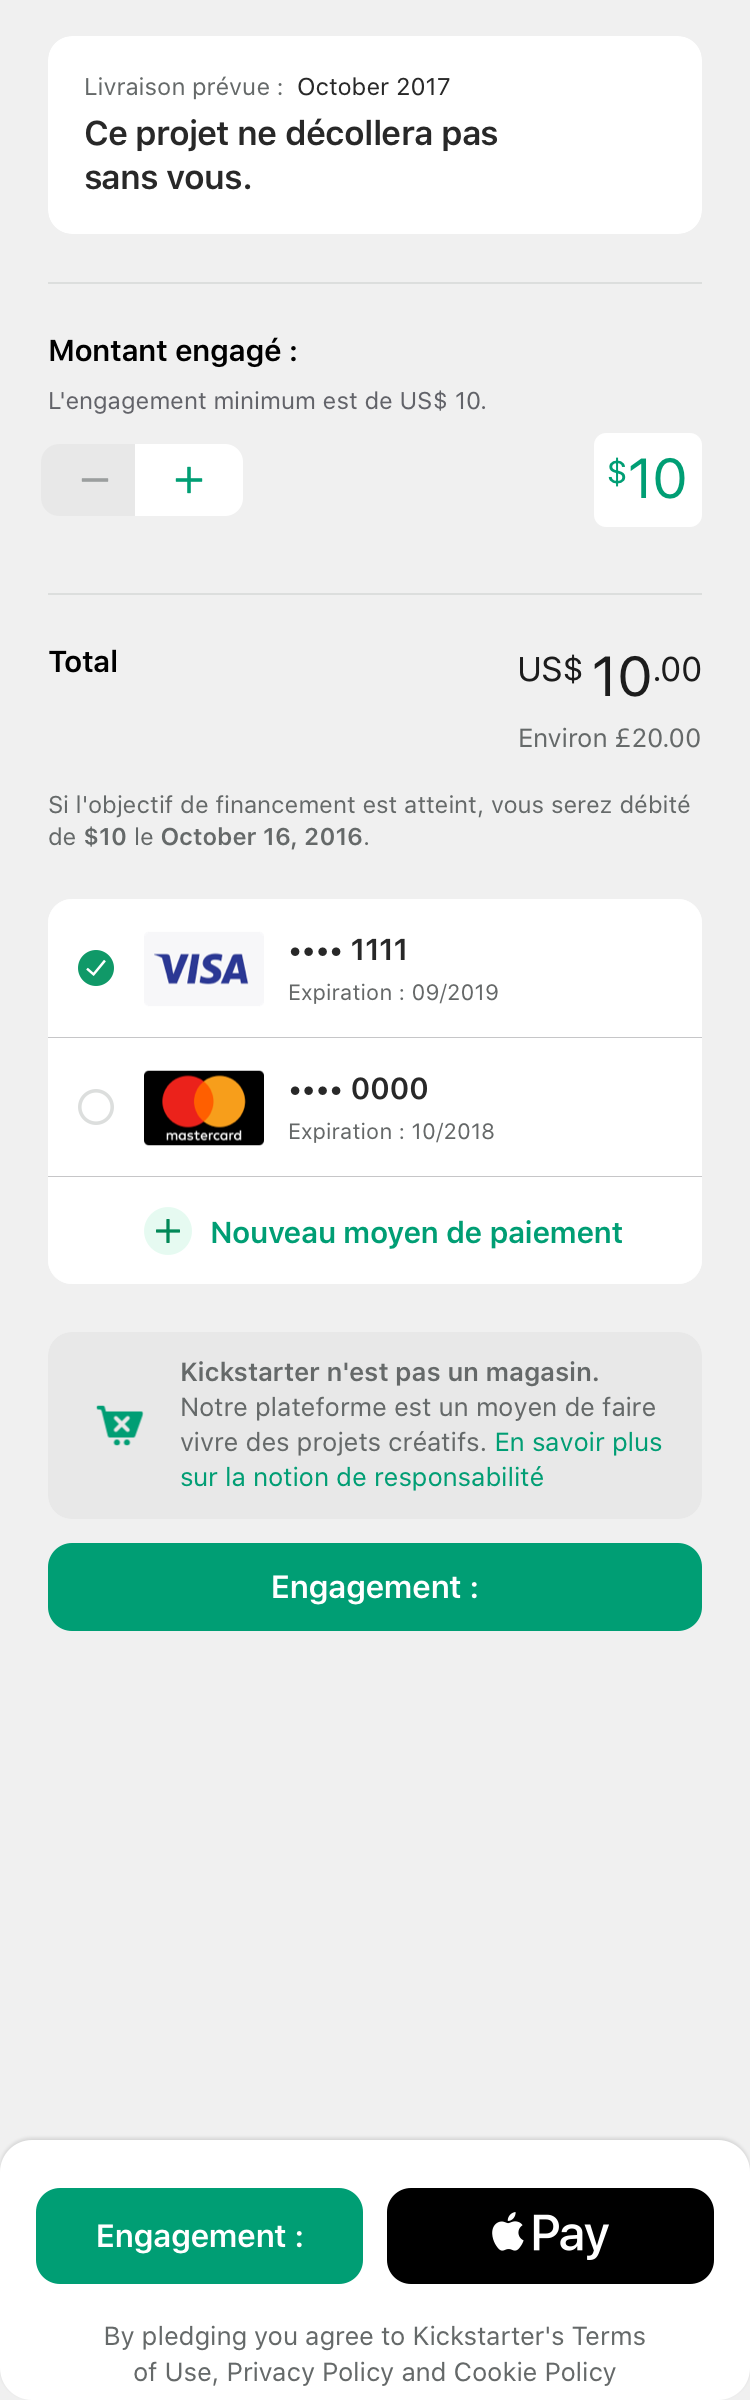 Livraison prévue : October 2017
Ce projet ne décollera pas
sans vous.
Montant engagé :
L'engagement minimum est de US$ 10.
− +
$10
Total
US$ 10.00
Environ £20.00
Si l'objectif de financement est atteint, vous serez débité
de $10 le October 16, 2016.
VISA
•••• 1111
Expiration : 09/2019
mastercard
•••• 0000
Expiration : 10/2018
+ Nouveau moyen de paiement
Kickstarter n'est pas un magasin.
Notre plateforme est un moyen de faire
vivre des projets créatifs. En savoir plus
sur la notion de responsabilité
Engagement :
Engagement :
Pay
By pledging you agree to Kickstarter's Terms
of Use, Privacy Policy and Cookie Policy